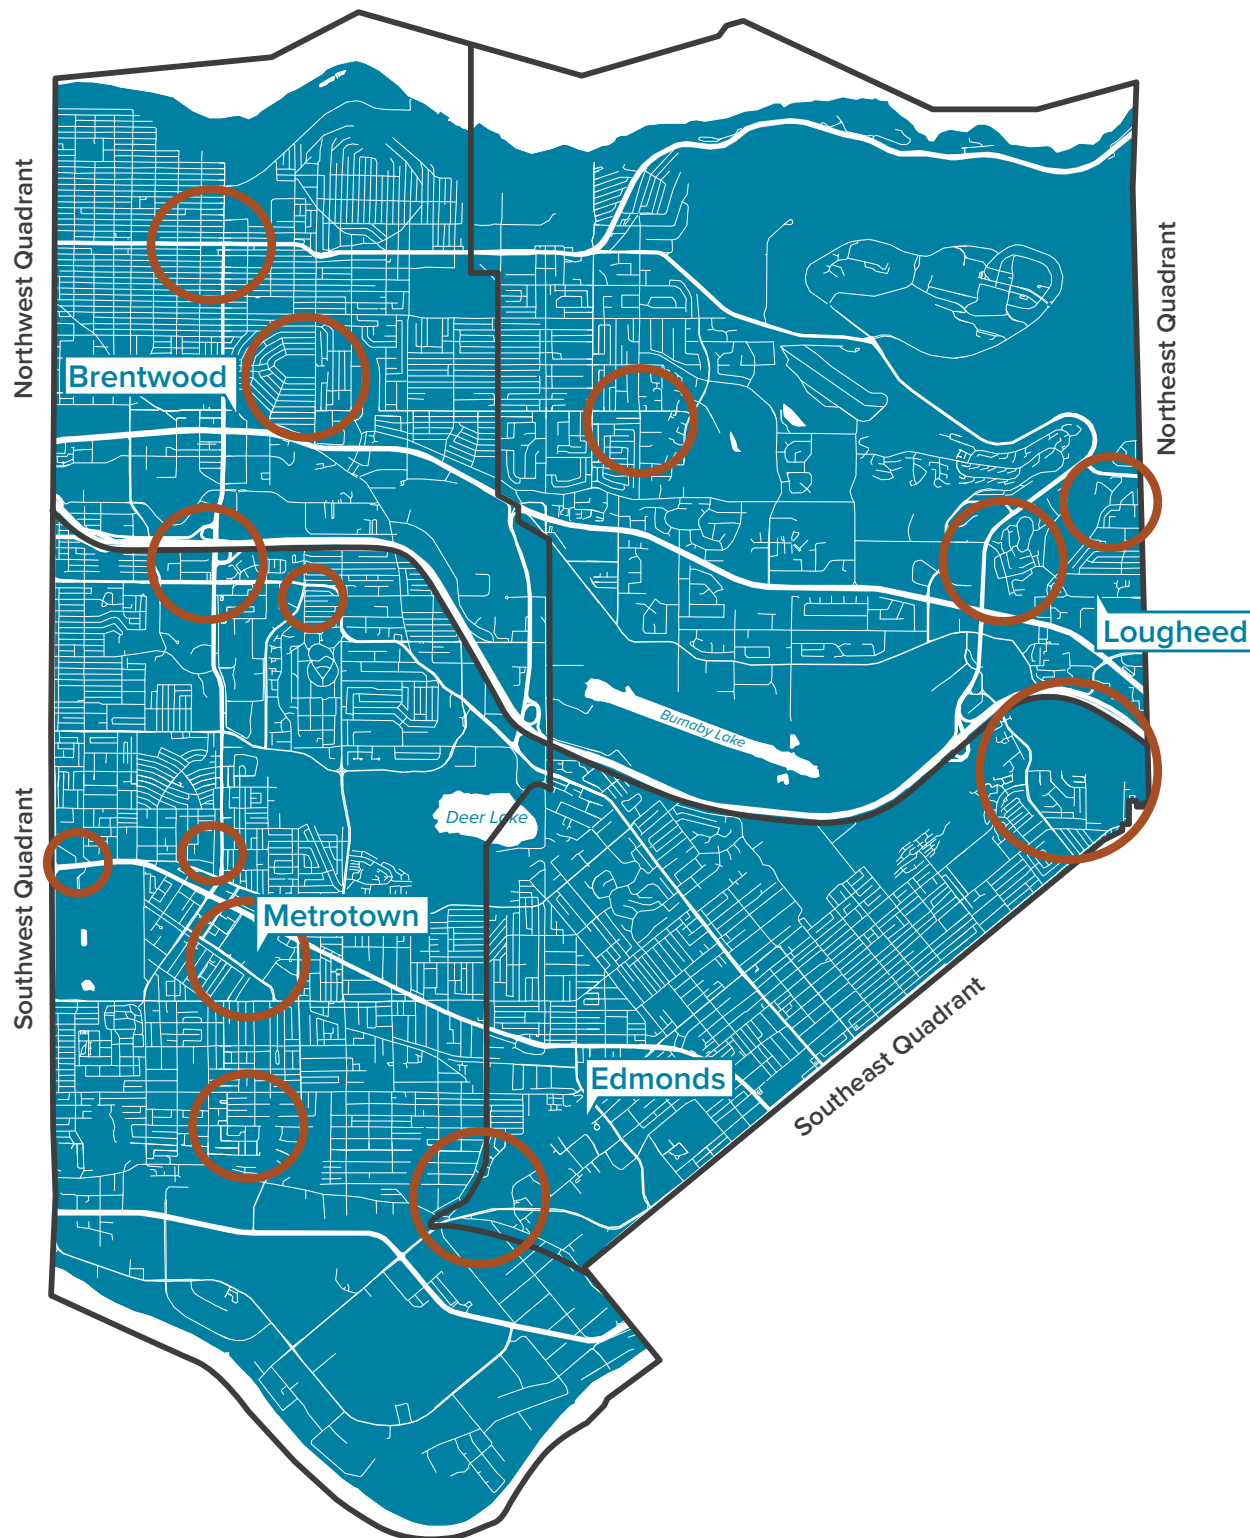 Northwest Quadrant
Northeast Quadrant
Brentwood
Lougheed
Burnaby Lake
Deer Lake
Southwest Quadrant
Metrotown
Southeast Quadrant
Edmonds